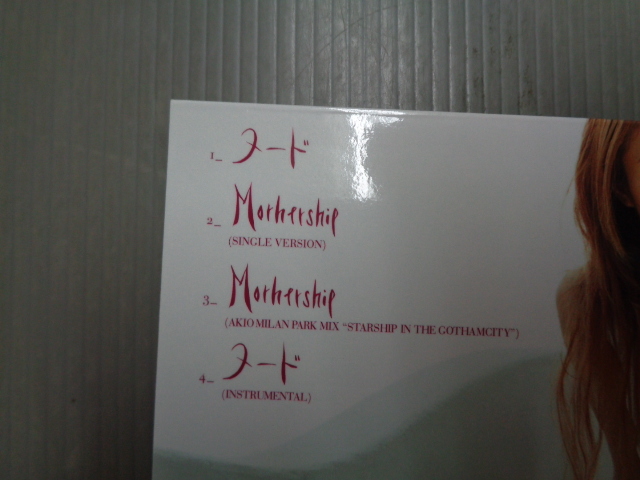 1_ ヌード
2_ Mothership
(SINGLE VERSION)
3_ Mothership
(AKIO MILAN PARK MIX “STARSHIP IN THE GOTHAMCITY”)
4_ ヌード
(INSTRUMENTAL)